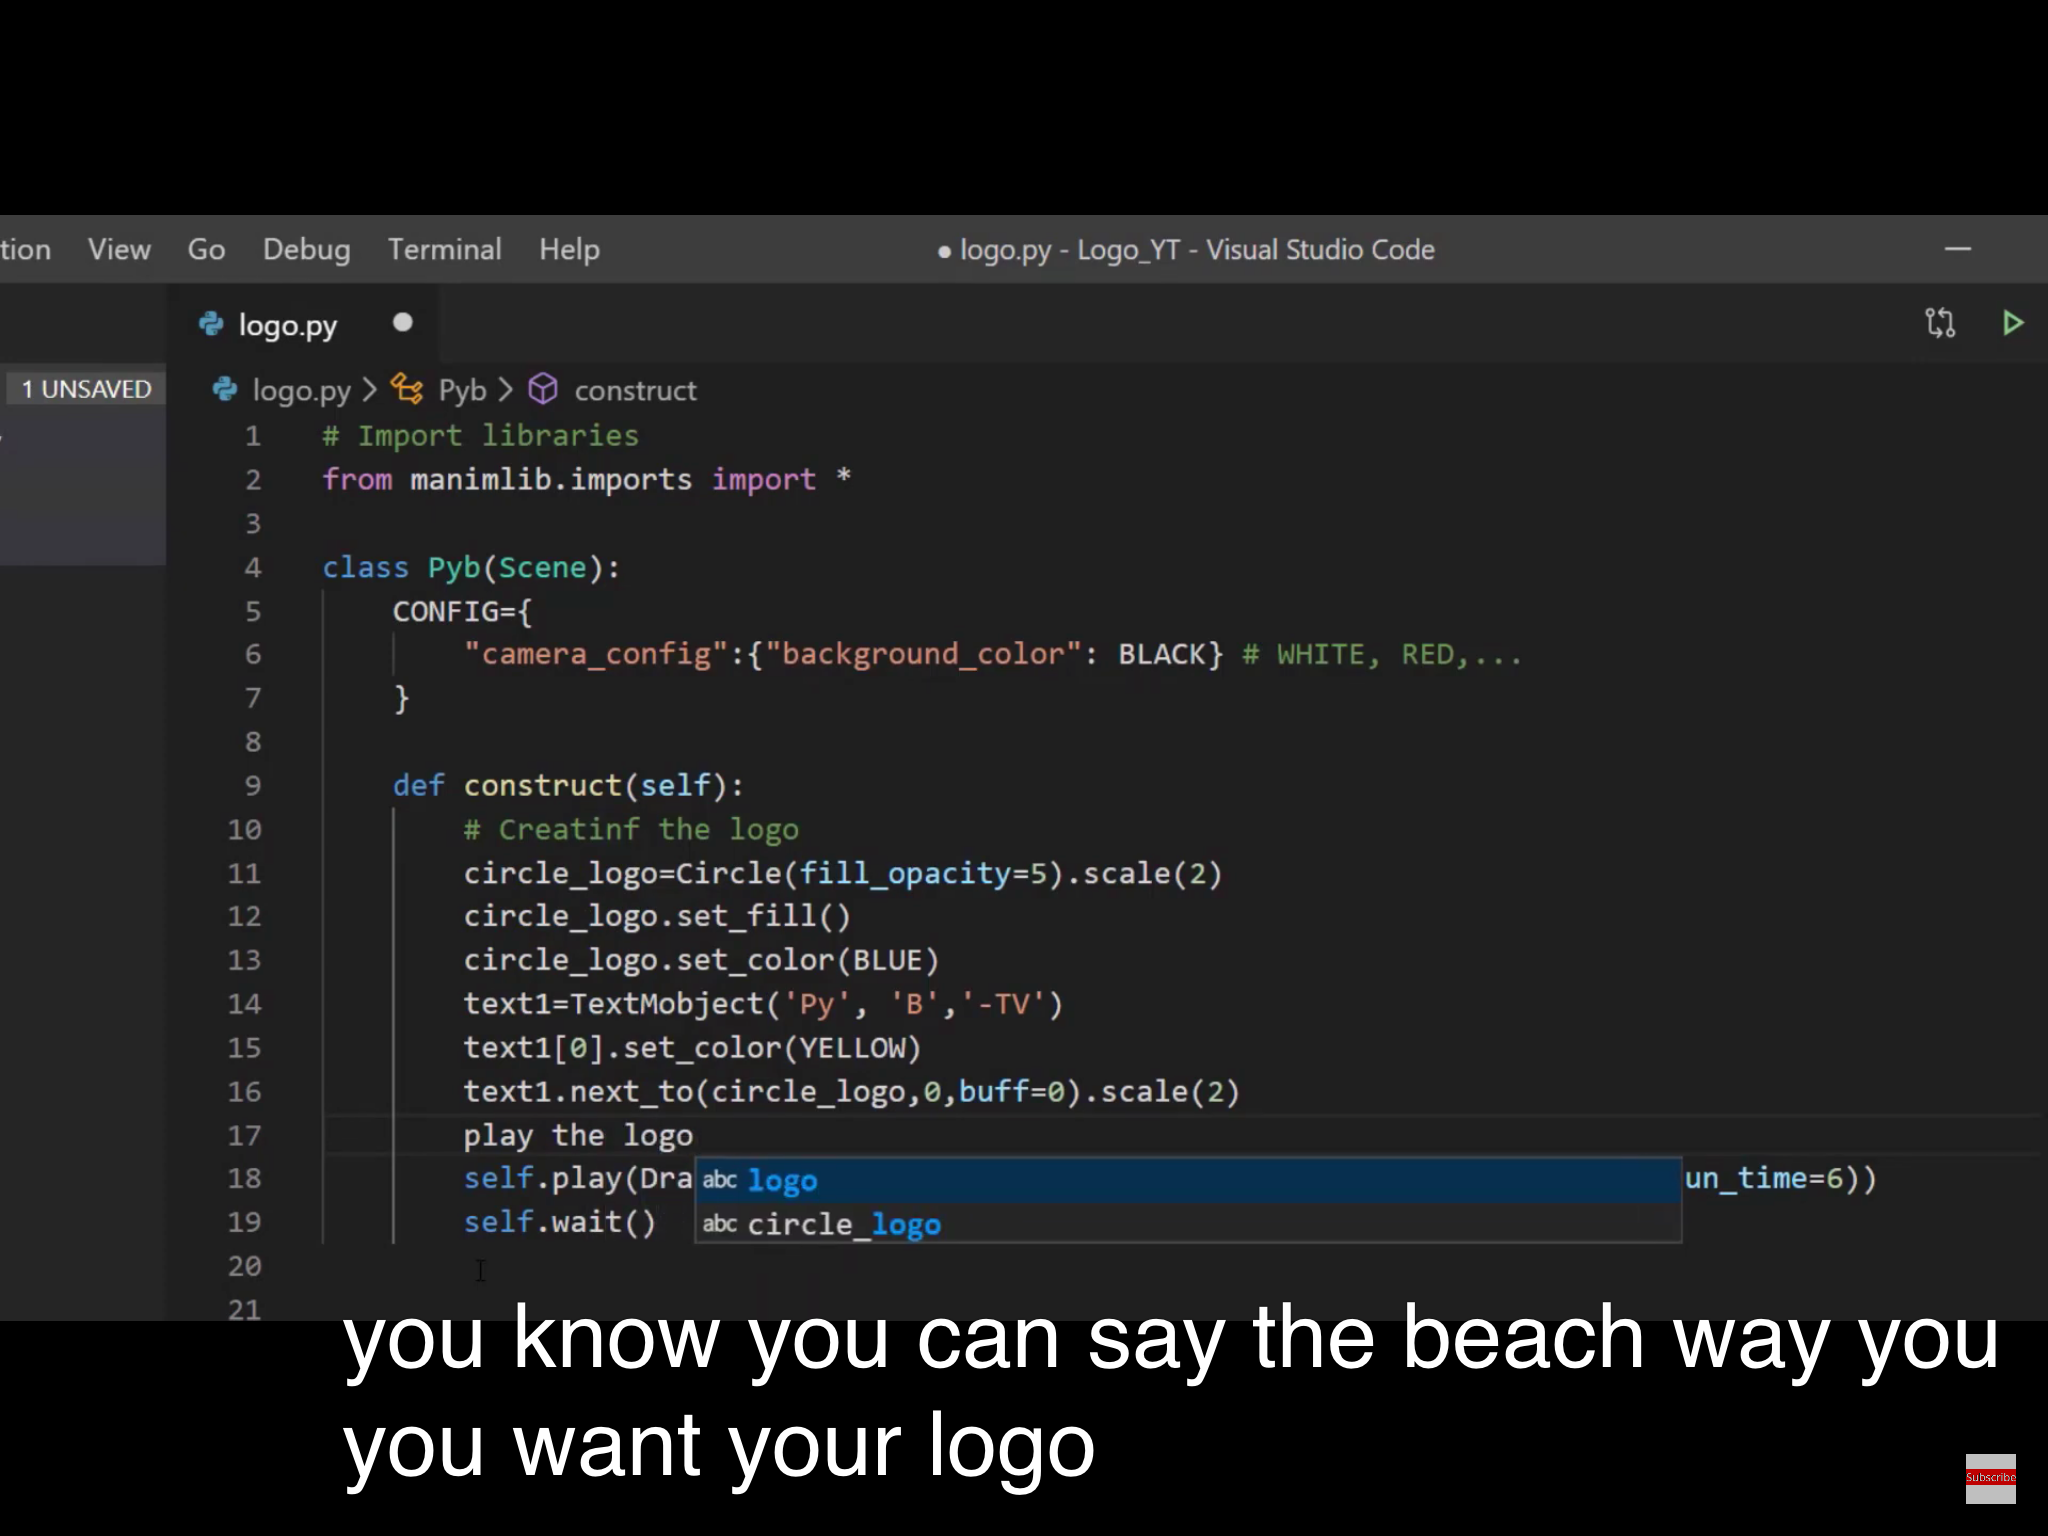 tion View Go Debug Terminal Help ● logo.py - Logo_YT - Visual Studio Code
logo.py
1 UNSAVED
logo.py > Pyb > construct
1 # Import libraries
2 from manimlib.imports import *
3
4 class Pyb(Scene):
5 CONFIG={
6 "camera_config":{"background_color": BLACK} # WHITE, RED,...
7 }
8
9 def construct(self):
10 # Creatinf the logo
11 circle_logo=Circle(fill_opacity=5).scale(2)
12 circle_logo.set_fill()
13 circle_logo.set_color(BLUE)
14 text1=TextMobject('Py', 'B','-TV')
15 text1[0].set_color(YELLOW)
16 text1.next_to(circle_logo,0,buff=0).scale(2)
17 play the logo
18 self.play(Dra abc logo un_time=6))
19 self.wait() abc circle_logo
20
21
you know you can say the beach way you
you want your logo
Subscribe